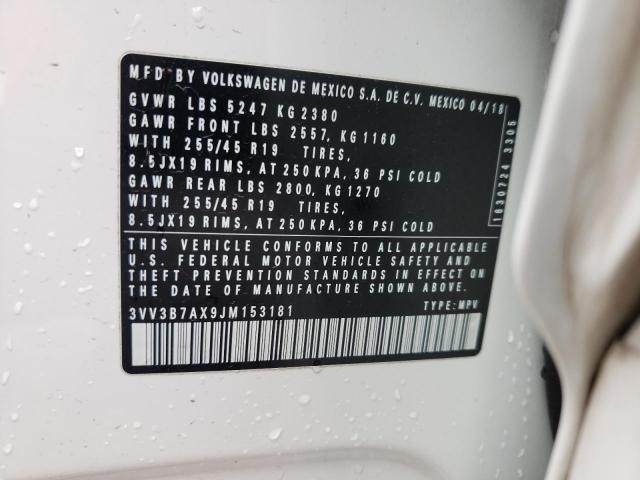 MFD BY VOLKSWAGEN DE MEXICO S.A. DE C.V. MEXICO 04/18
GVWR LBS 5247 KG 2380
GAWR FRONT LBS 2557, KG 1160
WITH 255/45 R19 TIRES,
8.5JX19 RIMS, AT 250 KPA, 36 PSI COLD
GAWR REAR LBS 2800, KG 1270
WITH 255/45 R19 TIRES,
8.5JX19 RIMS, AT 250 KPA, 36 PSI COLD
1630724 3305
THIS VEHICLE CONFORMS TO ALL APPLICABLE
U.S. FEDERAL MOTOR VEHICLE SAFETY AND
THEFT PREVENTION STANDARDS IN EFFECT ON
THE DATE OF MANUFACTURE SHOWN ABOVE.
3VV3B7AX9JM153181 TYPE: MPV